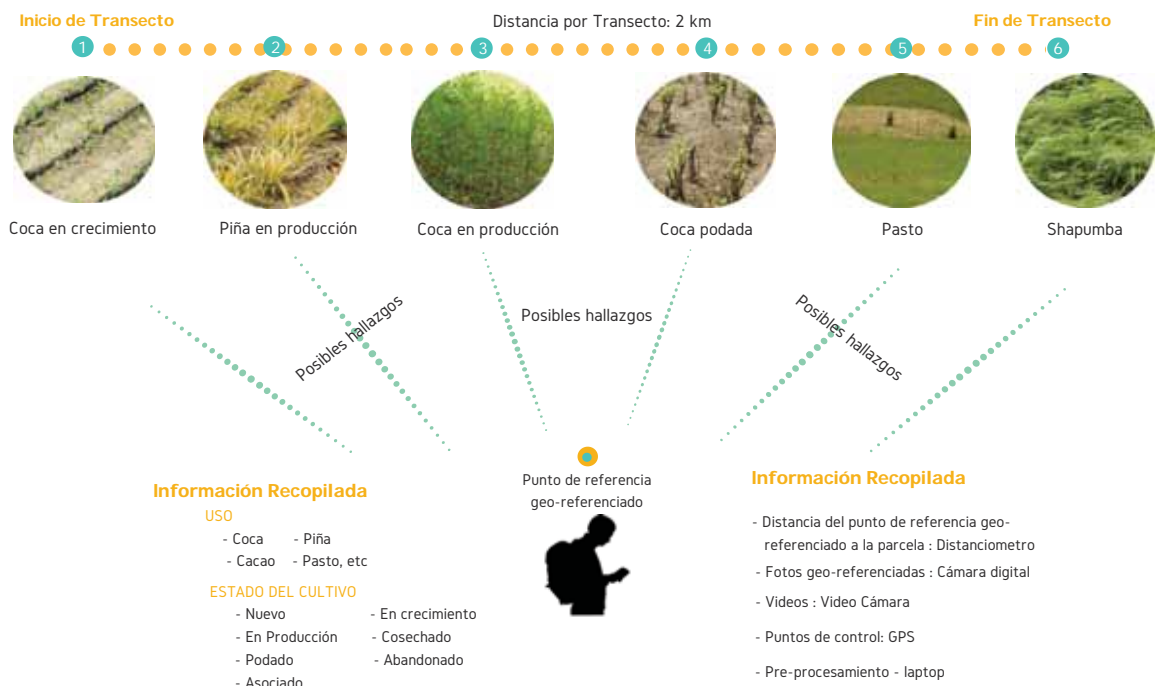 Inicio de Transecto
Distancia por Transecto: 2 km
Fin de Transecto
1
2
3
4
5
6
Coca en crecimiento
Piña en producción
Coca en producción
Coca podada
Pasto
Shapumba
Posibles hallazgos
Posibles hallazgos
Posibles hallazgos
Punto de referencia
geo-referenciado
Información Recopilada
USO
- Coca - Piña
- Cacao - Pasto, etc
ESTADO DEL CULTIVO
- Nuevo - En crecimiento
- En Producción - Cosechado
- Podado - Abandonado
- Asociado
Información Recopilada
- Distancia del punto de referencia geo-
referenciado a la parcela : Distanciometro
- Fotos geo-referenciadas : Cámara digital
- Videos : Video Cámara
- Puntos de control: GPS
- Pre-procesamiento - laptop